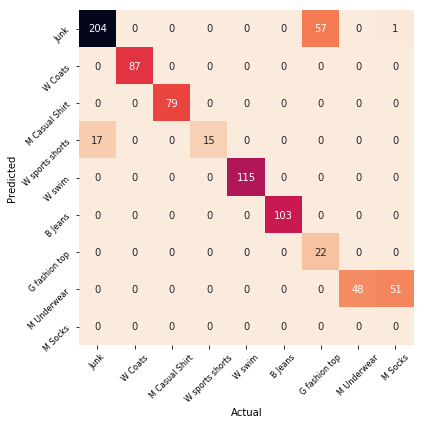 Junk 204 0 0 0 0 0 57 0 1
W Coats 0 87 0 0 0 0 0 0 0
M Casual Shirt 0 0 79 0 0 0 0 0 0
W sports shorts 17 0 0 15 0 0 0 0 0
W swim 0 0 0 0 115 0 0 0 0
B Jeans 0 0 0 0 0 103 0 0 0
G fashion top 0 0 0 0 0 0 22 0 0
M Underwear 0 0 0 0 0 0 0 48 51
M Socks 0 0 0 0 0 0 0 0 0
Predicted
Junk W Coats M Casual Shirt W sports shorts W swim B Jeans G fashion top M Underwear M Socks
Actual